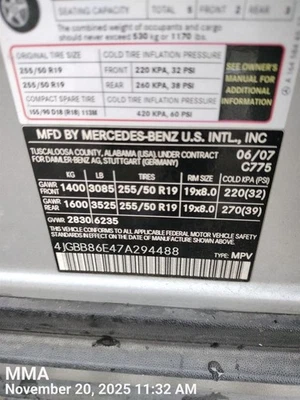 TOTAL 5 FRONT 2 REAR 3
The combined weight of occupants and cargo
should never exceed 530 kg or 1170 lbs.
ORIGINAL TIRE SIZE COLD TIRE INFLATION PRESSURE
255/50 R19 FRONT 220 KPA, 32 PSI
255/50 R19 REAR 260 KPA, 38 PSI
COMPACT SPARE TIRE COLD TIRE INFLATION PRESSURE
420 KPA, 60 PSI
SEE OWNER'S
MANUAL FOR
ADDITIONAL
INFORMATION
MFD BY MERCEDES-BENZ U.S. INTL., INC
TUSCALOOSA COUNTY, ALABAMA (USA) UNDER CONTRACT 06/07
FOR DAIMLER-BENZ AG, STUTTGART (GERMANY) C775
KG LB TIRES RIM SIZE COLD KPA (PSI)
GAWR FRONT 1400 3085 255/50 R19 19x8.0 220(32)
GAWR REAR 1600 3525 255/50 R19 19x8.0 270(39)
GVWR 2830 6235
4JGBB86E47A294488 TYPE: MPV
THIS VEHICLE CONFORMS TO ALL APPLICABLE FEDERAL MOTOR
VEHICLE SAFETY, BUMPER, AND THEFT PREVENTION STANDARDS
IN EFFECT ON THE DATE OF MANUFACTURE SHOWN ABOVE.
MMA
November 20, 2025 11:32 AM